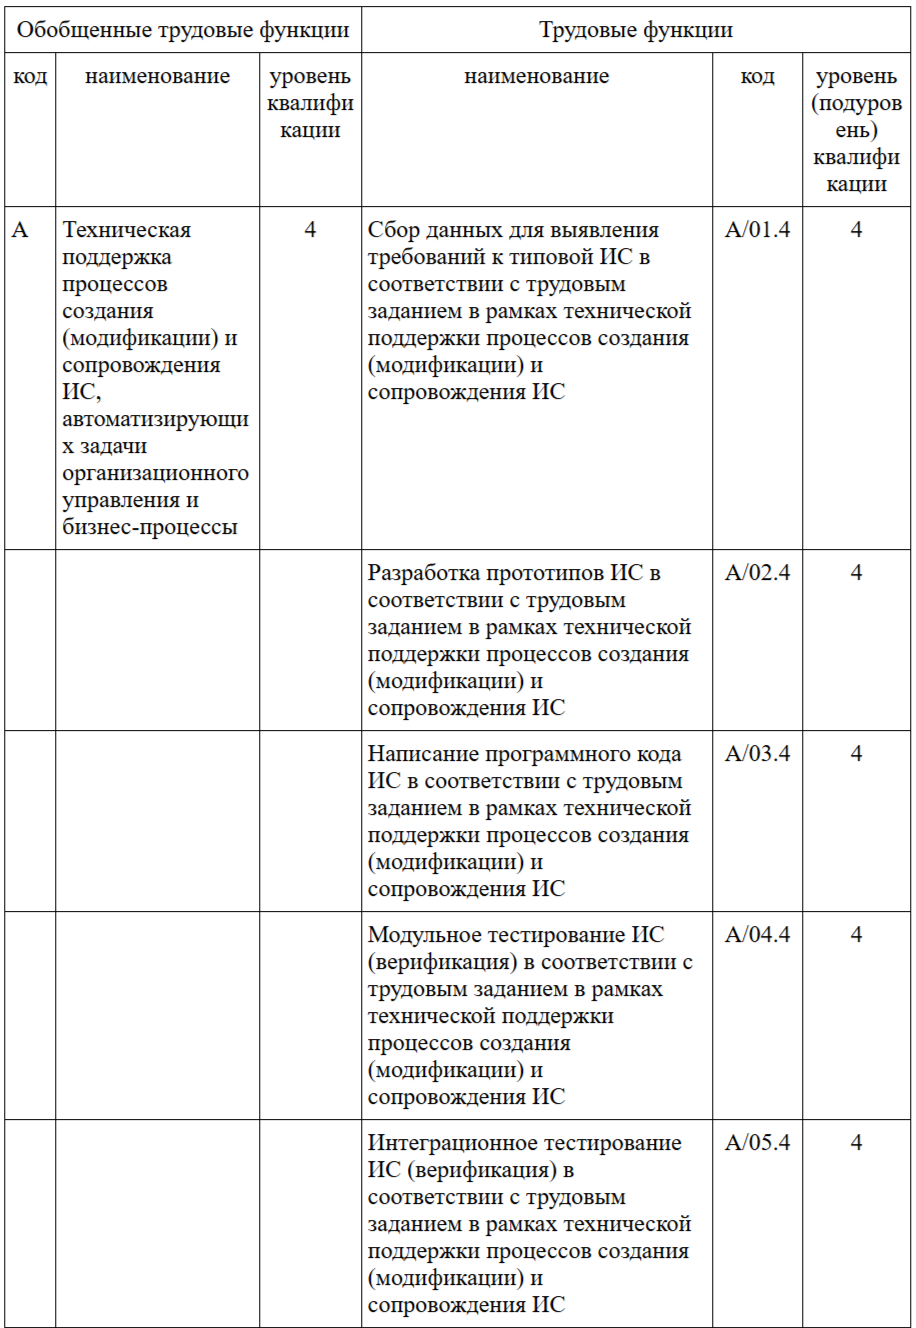 Обобщенные трудовые функции
Трудовые функции
код
наименование
уровень
квалифи
кации
наименование
код
уровень
(подуров
ень)
квалифи
кации
A
Техническая
поддержка
процессов
создания
(модификации) и
сопровождения
ИС,
автоматизирующи
х задачи
организационного
управления и
бизнес-процессы
4
Сбор данных для выявления
требований к типовой ИС в
соответствии с трудовым
заданием в рамках технической
поддержки процессов создания
(модификации) и
сопровождения ИС
A/01.4
4
Разработка прототипов ИС в
соответствии с трудовым
заданием в рамках технической
поддержки процессов создания
(модификации) и
сопровождения ИС
A/02.4
4
Написание программного кода
ИС в соответствии с трудовым
заданием в рамках технической
поддержки процессов создания
(модификации) и
сопровождения ИС
A/03.4
4
Модульное тестирование ИС
(верификация) в соответствии с
трудовым заданием в рамках
технической поддержки
процессов создания
(модификации) и
сопровождения ИС
A/04.4
4
Интеграционное тестирование
ИС (верификация) в
соответствии с трудовым
заданием в рамках технической
поддержки процессов создания
(модификации) и
сопровождения ИС
A/05.4
4